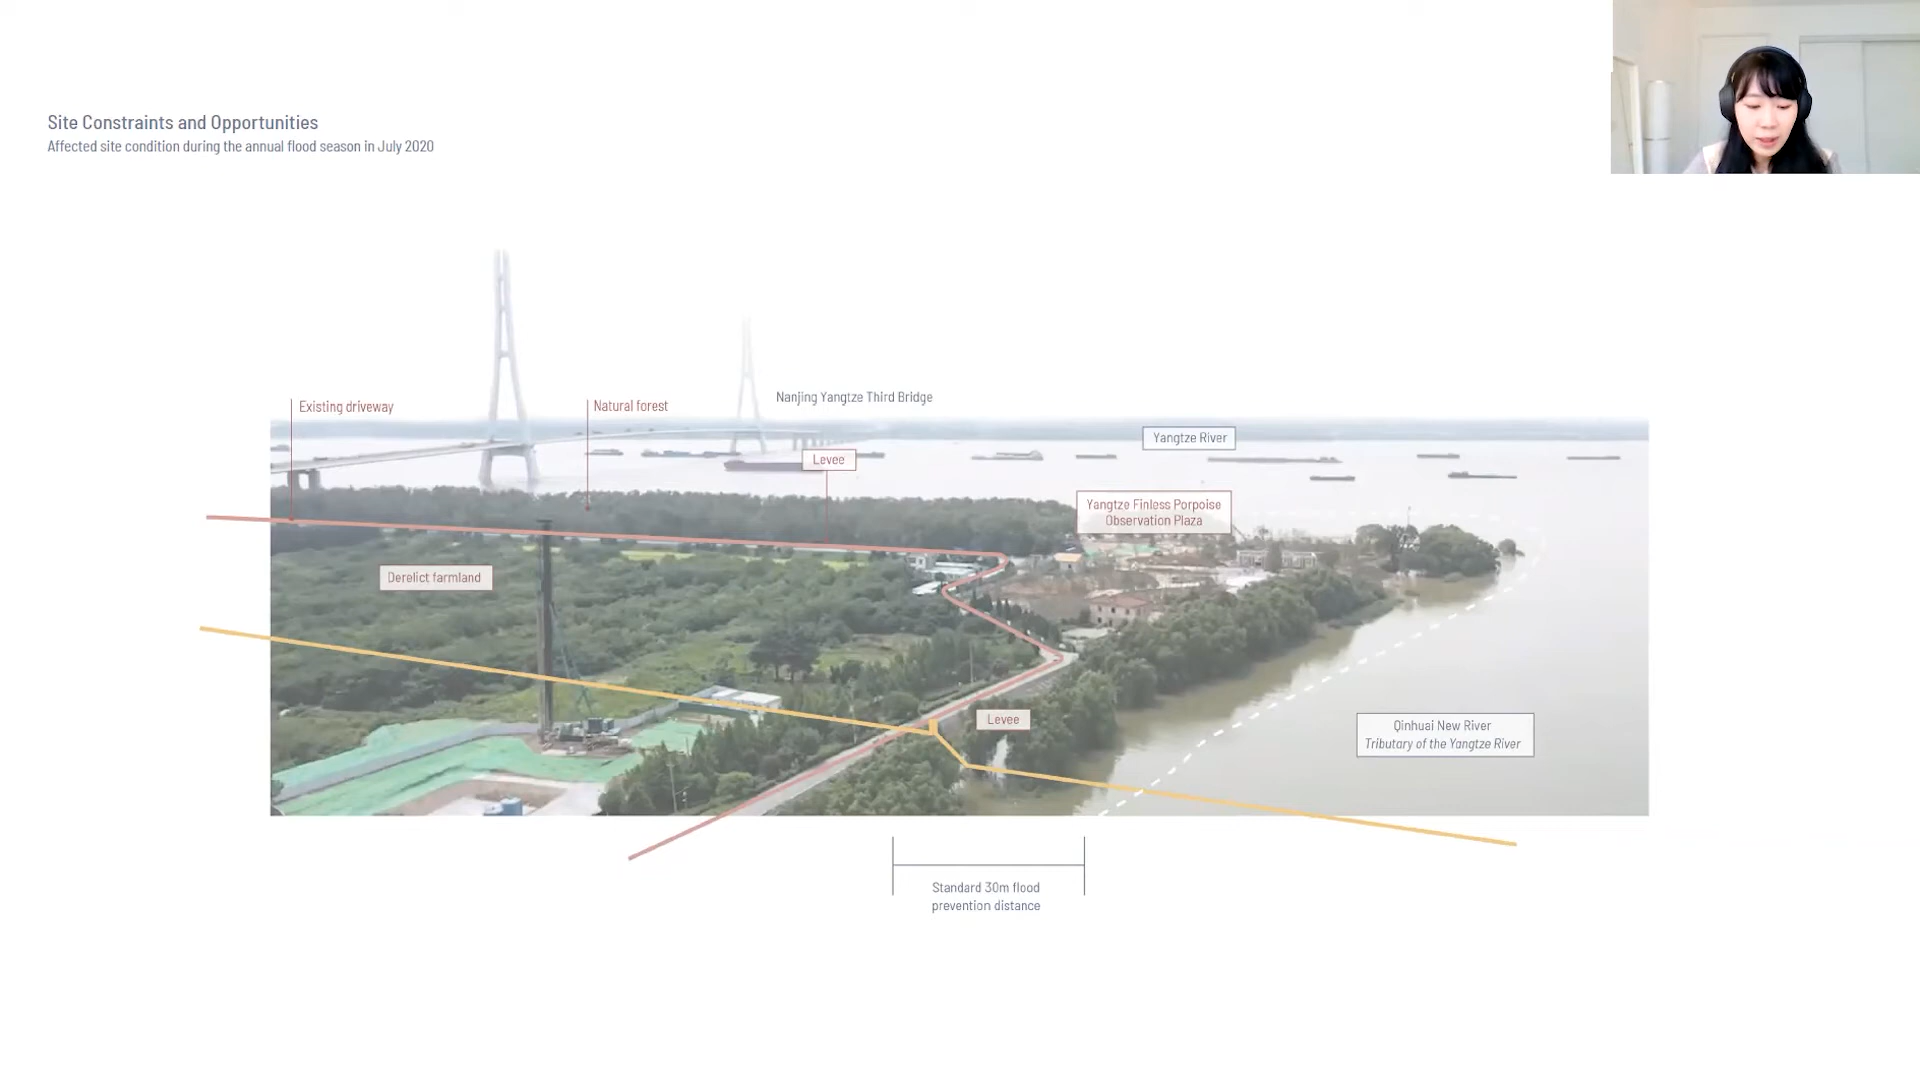 Site Constraints and Opportunities
Affected site condition during the annual flood season in July 2020
Existing driveway
Natural forest
Nanjing Yangtze Third Bridge
Yangtze River
Levee
Yangtze Finless Porpoise
Observation Plaza
Derelict farmland
Levee
Qinhuai New River
Tributary of the Yangtze River
Standard 30m flood
prevention distance